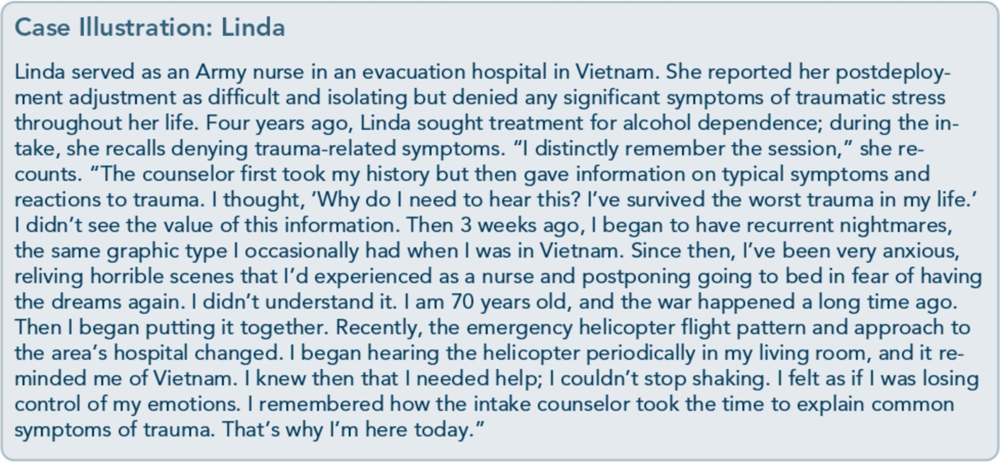 Case Illustration: Linda
Linda served as an Army nurse in an evacuation hospital in Vietnam. She reported her postdeploy-
ment adjustment as difficult and isolating but denied any significant symptoms of traumatic stress
throughout her life. Four years ago, Linda sought treatment for alcohol dependence; during the in-
take, she recalls denying trauma-related symptoms. “I distinctly remember the session,” she re-
counts. “The counselor first took my history but then gave information on typical symptoms and
reactions to trauma. I thought, ‘Why do I need to hear this? I’ve survived the worst trauma in my life.’
I didn’t see the value of this information. Then 3 weeks ago, I began to have recurrent nightmares,
the same graphic type I occasionally had when I was in Vietnam. Since then, I’ve been very anxious,
reliving horrible scenes that I’d experienced as a nurse and postponing going to bed in fear of having
the dreams again. I didn’t understand it. I am 70 years old, and the war happened a long time ago.
Then I began putting it together. Recently, the emergency helicopter flight pattern and approach to
the area’s hospital changed. I began hearing the helicopter periodically in my living room, and it re-
minded me of Vietnam. I knew then that I needed help; I couldn’t stop shaking. I felt as if I was losing
control of my emotions. I remembered how the intake counselor took the time to explain common
symptoms of trauma. That’s why I’m here today.”